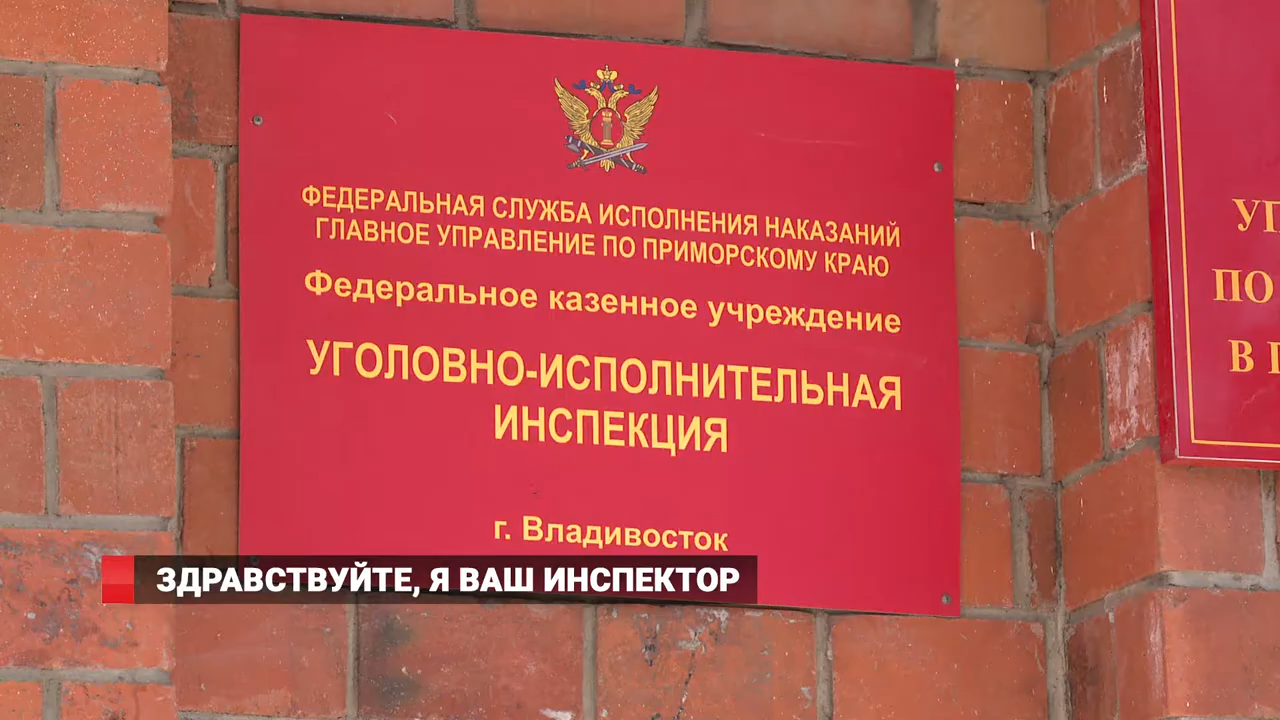 ФЕДЕРАЛЬНАЯ СЛУЖБА ИСПОЛНЕНИЯ НАКАЗАНИЙ
ГЛАВНОЕ УПРАВЛЕНИЕ ПО ПРИМОРСКОМУ КРАЮ
Федеральное казенное учреждение
УГОЛОВНО-ИСПОЛНИТЕЛЬНАЯ
ИНСПЕКЦИЯ
г. Владивосток
ЗДРАВСТВУЙТЕ, Я ВАШ ИНСПЕКТОР
ПО
В